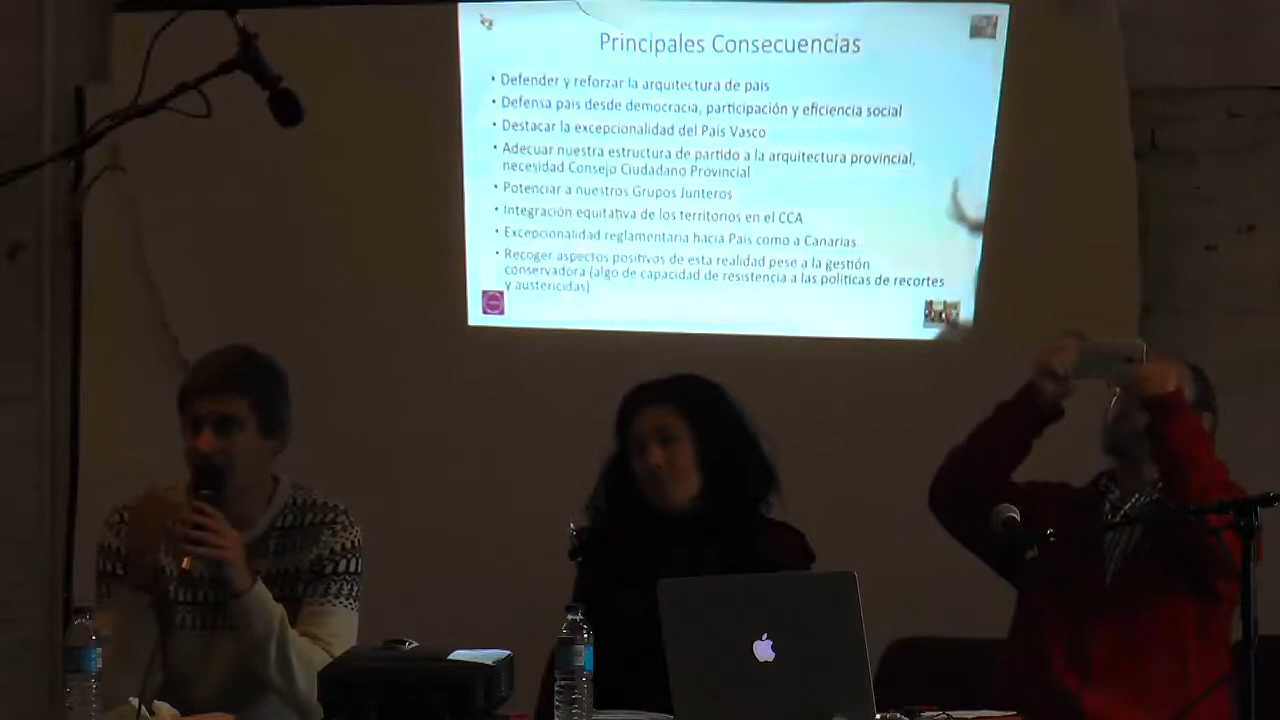 Principales Consecuencias
• Defender y reforzar la arquitectura de país
• Defensa país desde democracia, participación y eficiencia social
• Destacar la excepcionalidad del País Vasco
• Adecuar nuestra estructura de partido a la arquitectura provincial,
necesidad Consejo Ciudadano Provincial
• Potenciar a nuestros Grupos Junteros
• Integración equitativa de los territorios en el CCA
• Excepcionalidad reglamentaria hacia País como a Canarias..
• Recoger aspectos positivos de esta realidad pese a la gestión
conservadora (algo de capacidad de resistencia a las políticas de recortes
y austericidas)